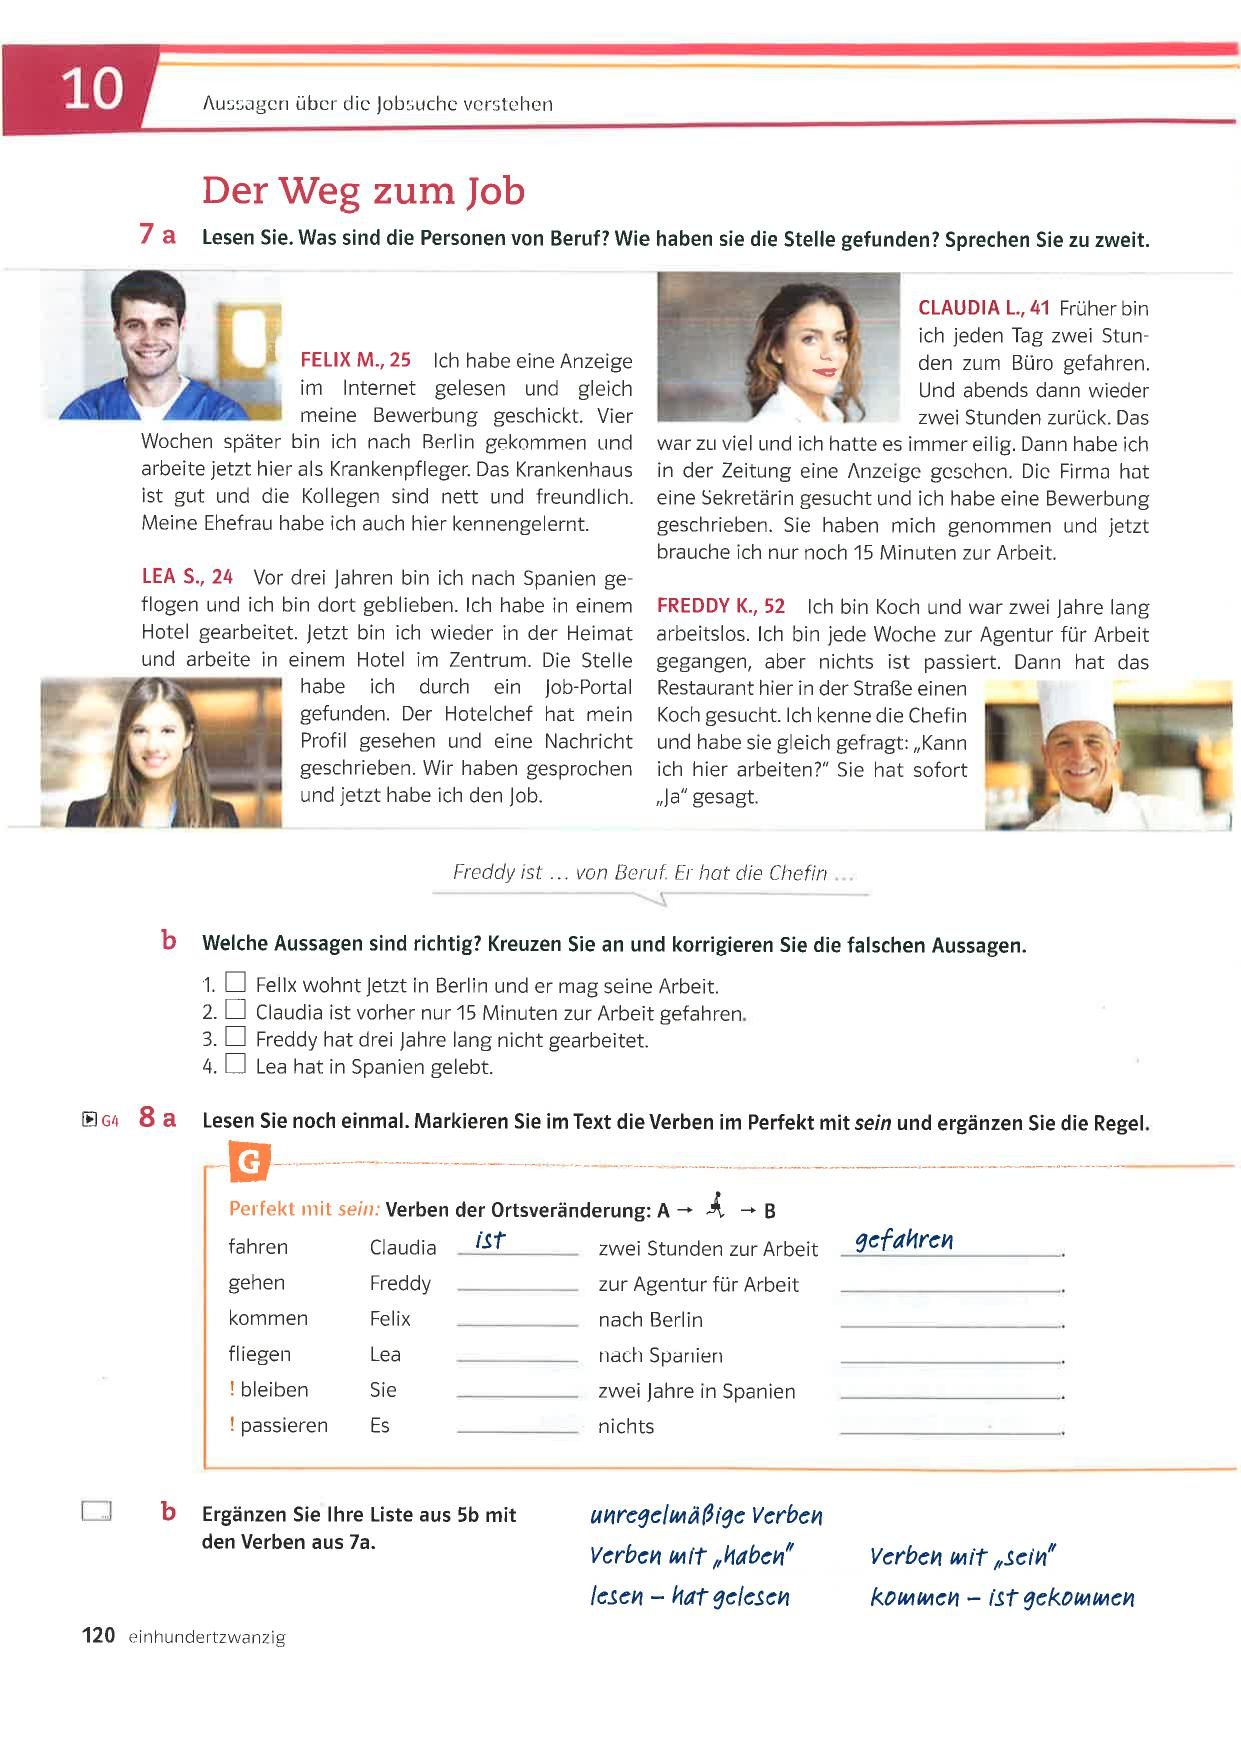 10
Aussagen über die Jobsuche verstehen
Der Weg zum Job
7 a Lesen Sie. Was sind die Personen von Beruf? Wie haben sie die Stelle gefunden? Sprechen Sie zu zweit.
FELIX M., 25 Ich habe eine Anzeige
im Internet gelesen und gleich
meine Bewerbung geschickt. Vier
Wochen später bin ich nach Berlin gekommen und
arbeite jetzt hier als Krankenpfleger. Das Krankenhaus
ist gut und die Kollegen sind nett und freundlich.
Meine Ehefrau habe ich auch hier kennengelernt.
LEA S., 24 Vor drei Jahren bin ich nach Spanien ge-
flogen und ich bin dort geblieben. Ich habe in einem
Hotel gearbeitet. Jetzt bin ich wieder in der Heimat
und arbeite in einem Hotel im Zentrum. Die Stelle
habe ich durch ein Job-Portal
gefunden. Der Hotelchef hat mein
Profil gesehen und eine Nachricht
geschrieben. Wir haben gesprochen
und jetzt habe ich den Job.
CLAUDIA L., 41 Früher bin
ich jeden Tag zwei Stun-
den zum Büro gefahren.
Und abends dann wieder
zwei Stunden zurück. Das
war zu viel und ich hatte es immer eilig. Dann habe ich
in der Zeitung eine Anzeige gesehen. Die Firma hat
eine Sekretärin gesucht und ich habe eine Bewerbung
geschrieben. Sie haben mich genommen und jetzt
brauche ich nur noch 15 Minuten zur Arbeit.
FREDDY K., 52 Ich bin Koch und war zwei Jahre lang
arbeitslos. Ich bin jede Woche zur Agentur für Arbeit
gegangen, aber nichts ist passiert. Dann hat das
Restaurant hier in der Straße einen
Koch gesucht. Ich kenne die Chefin
und habe sie gleich gefragt: „Kann
ich hier arbeiten?“ Sie hat sofort
„Ja“ gesagt.
Freddy ist ... von Beruf. Er hat die Chefin ...
b Welche Aussagen sind richtig? Kreuzen Sie an und korrigieren Sie die falschen Aussagen.
1. Felix wohnt jetzt in Berlin und er mag seine Arbeit.
2. Claudia ist vorher nur 15 Minuten zur Arbeit gefahren.
3. Freddy hat drei Jahre lang nicht gearbeitet.
4. Lea hat in Spanien gelebt.
G4 8 a Lesen Sie noch einmal. Markieren Sie im Text die Verben im Perfekt mit sein und ergänzen Sie die Regel.
G
Perfekt mit sein: Verben der Ortsveränderung: A → → B
fahren Claudia ist zwei Stunden zur Arbeit gefahren.
gehen Freddy ___ zur Agentur für Arbeit ___.
kommen Felix ___ nach Berlin ___.
fliegen Lea ___ nach Spanien ___.
! bleiben Sie ___ zwei Jahre in Spanien ___.
! passieren Es ___ nichts ___.
b Ergänzen Sie Ihre Liste aus 5b mit
den Verben aus 7a.
unregelmäßige Verben
Verben mit „haben“ Verben mit „sein“
lesen – hat gelesen kommen – ist gekommen
120 einhundertzwanzig